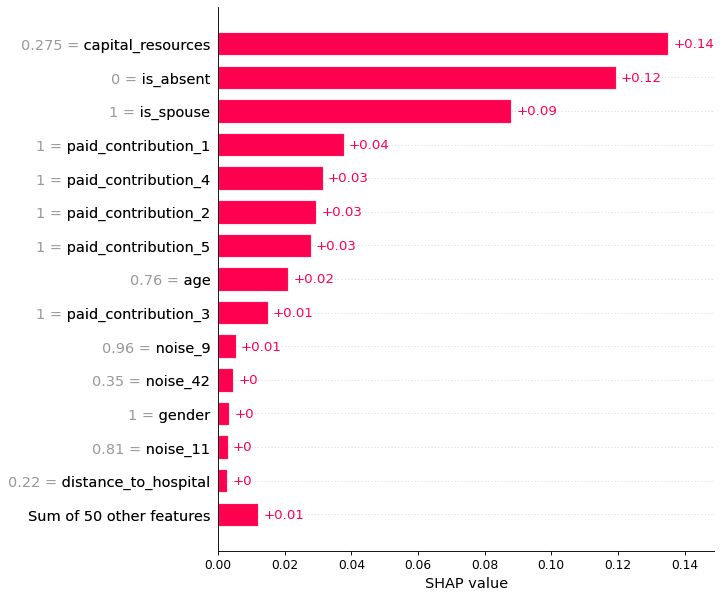 0.275 = capital_resources +0.14
0 = is_absent +0.12
1 = is_spouse +0.09
1 = paid_contribution_1 +0.04
1 = paid_contribution_4 +0.03
1 = paid_contribution_2 +0.03
1 = paid_contribution_5 +0.03
0.76 = age +0.02
1 = paid_contribution_3 +0.01
0.96 = noise_9 +0.01
0.35 = noise_42 +0
1 = gender +0
0.81 = noise_11 +0
0.22 = distance_to_hospital +0
Sum of 50 other features +0.01
0.00 0.02 0.04 0.06 0.08 0.10 0.12 0.14
SHAP value